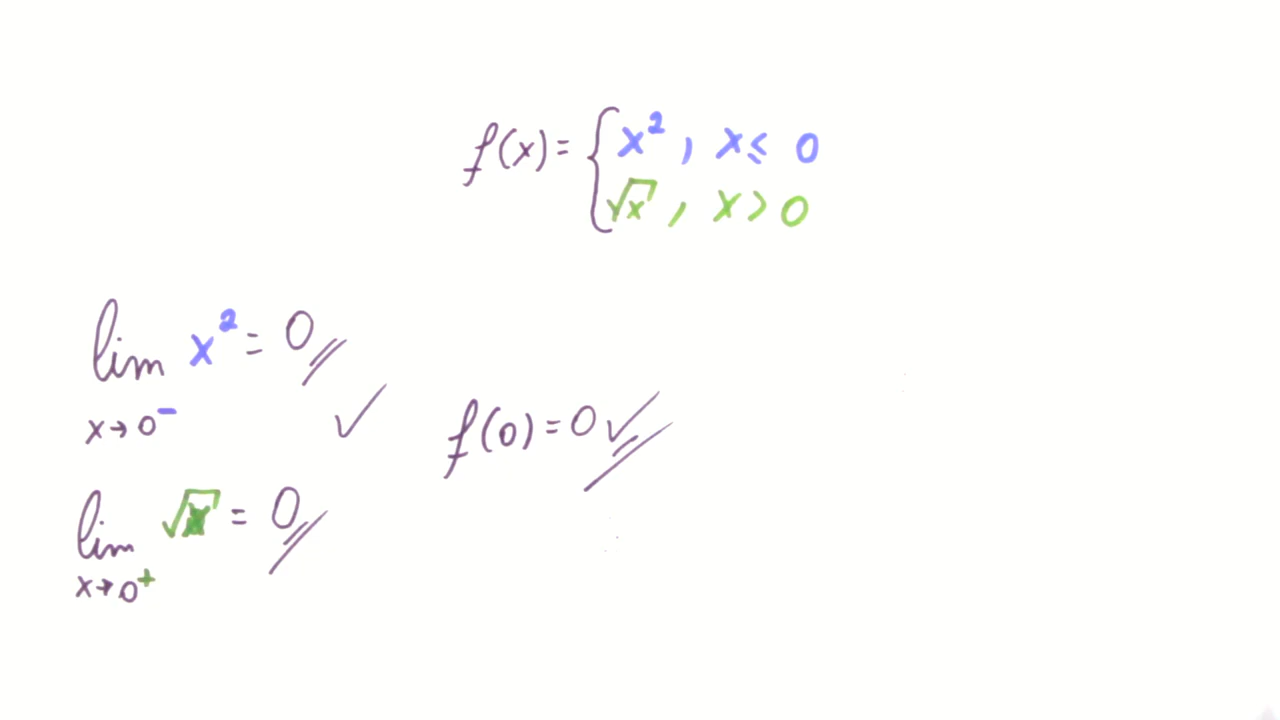 f(x) = { x², x ≤ 0
√x, x > 0
lim x² = 0
x→0⁻
✓ f(0) = 0 ✓
lim √x = 0
x→0⁺